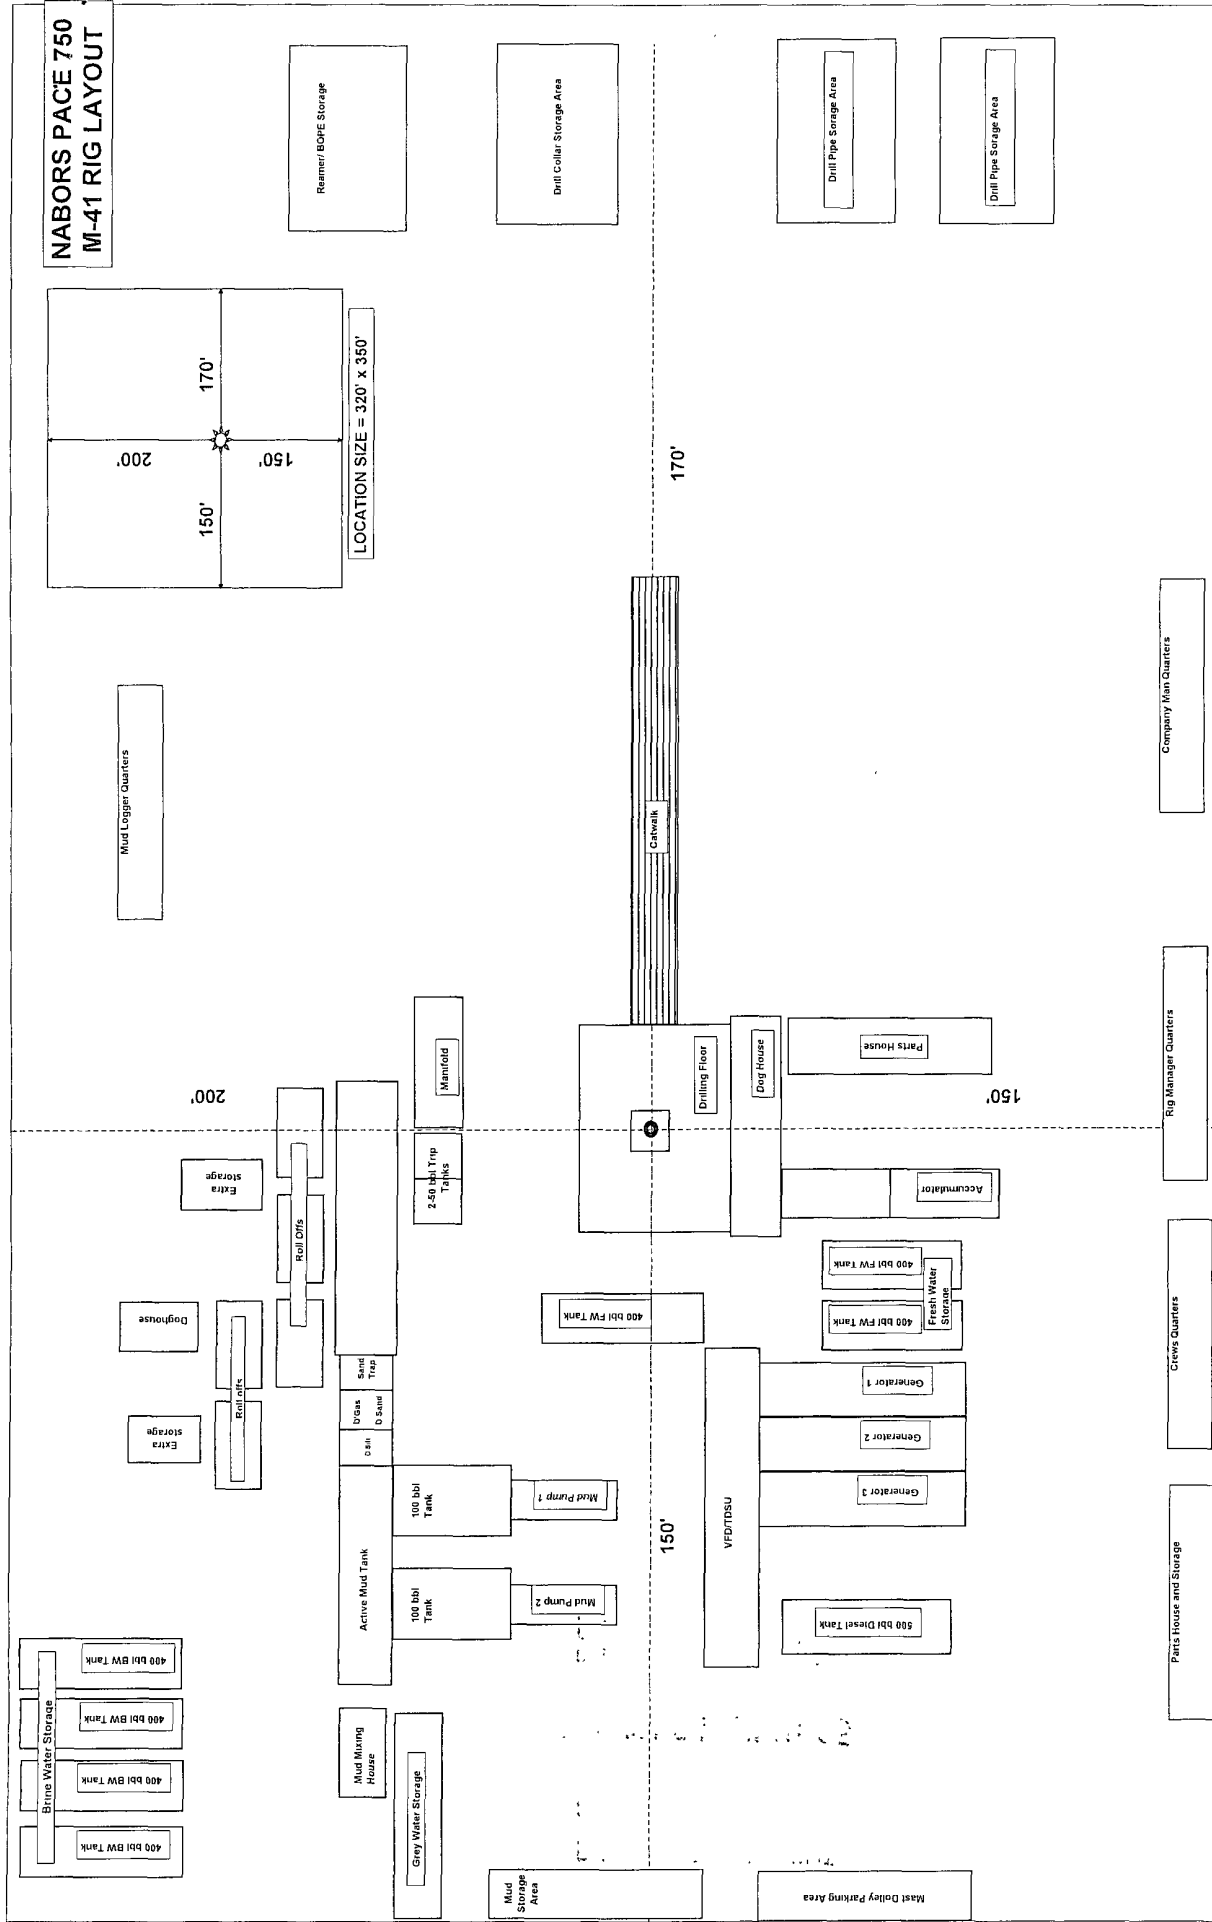 NABORS PACE 750
M-41 RIG LAYOUT
Reamer/ BOPE Storage
Drill Collar Storage Area
Drill Pipe Sorage Area
Drill Pipe Sorage Area
200'
150'
150'
170'
LOCATION SIZE = 320' x 350'
170'
Mud Logger Quarters
Catwalk
Company Man Quarters
200'
Manifold
2-50 bbl Trip
Tanks
Drilling Floor
Dog House
Parts House
150'
Rig Manager Quarters
Extra
storage
Roll Offs
Accumulator
Doghouse
Roll offs
Extra
storage
400 bbl FW Tank
400 bbl FW Tank
400 bbl FW Tank
Fresh Water
Storage
Crews Quarters
Sand
Trap
D'Gas
D Sand
D Silt
Generator 1
Generator 2
Generator 3
VFD/TDSU
Active Mud Tank
100 bbl
Tank
Mud Pump 1
100 bbl
Tank
Mud Pump 2
150'
500 bbl Diesel Tank
Parts House and Storage
Brine Water Storage
400 bbl BW Tank
400 bbl BW Tank
400 bbl BW Tank
400 bbl BW Tank
Mud Mixing
House
Grey Water Storage
Mud
Storage
Area
Mast Dolley Parking Area